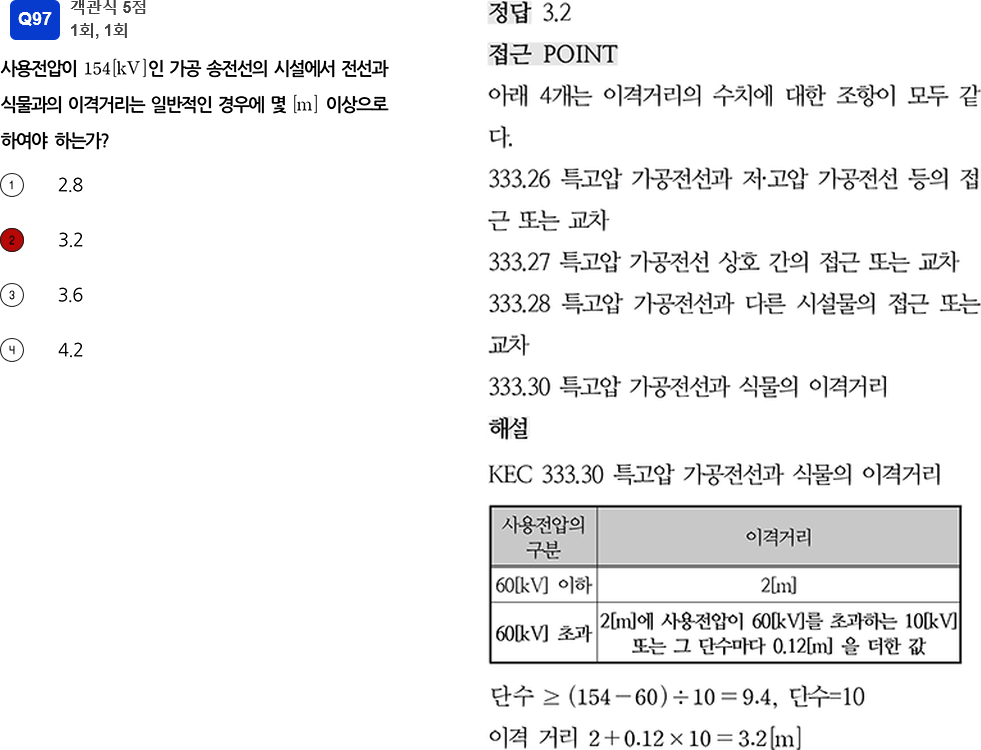 Q97
객관식 5점
1회, 1회
사용전압이 154[kV]인 가공 송전선의 시설에서 전선과
식물과의 이격거리는 일반적인 경우에 몇 [m] 이상으로
하여야 하는가?
1 2.8
2 3.2
3 3.6
4 4.2
정답 3.2
접근 POINT
아래 4개는 이격거리의 수치에 대한 조항이 모두 같
다.
333.26 특고압 가공전선과 저·고압 가공전선 등의 접
근 또는 교차
333.27 특고압 가공전선 상호 간의 접근 또는 교차
333.28 특고압 가공전선과 다른 시설물의 접근 또는
교차
333.30 특고압 가공전선과 식물의 이격거리
해설
KEC 333.30 특고압 가공전선과 식물의 이격거리
사용전압의
구분
이격거리
60[kV] 이하
2[m]
60[kV] 초과
2[m]에 사용전압이 60[kV]를 초과하는 10[kV]
또는 그 단수마다 0.12[m] 을 더한 값
단수 ≥ (154−60)÷10=9.4, 단수=10
이격 거리 2+0.12×10=3.2[m]